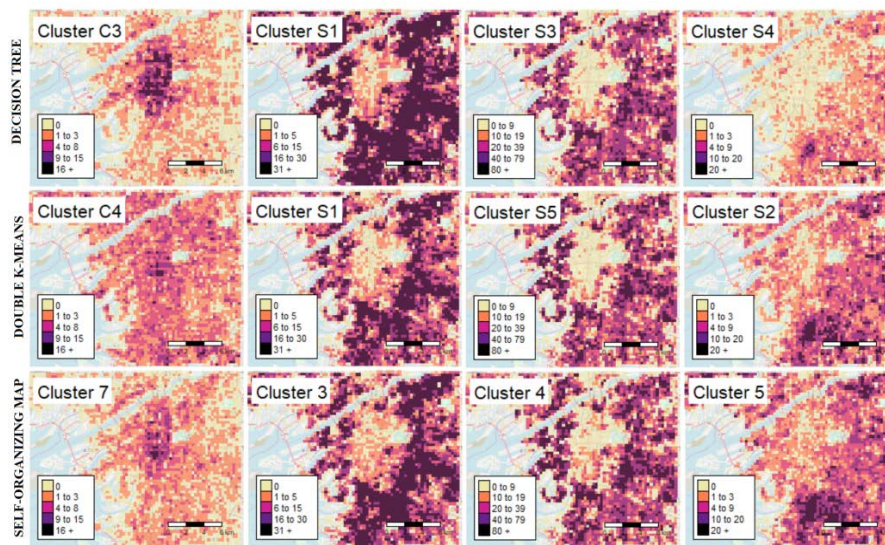 DECISION TREE
Cluster C3
0
1 to 3
4 to 8
9 to 15
16 +
Cluster S1
0
1 to 5
6 to 15
16 to 30
31 +
Cluster S3
0 to 9
10 to 19
20 to 39
40 to 79
80 +
Cluster S4
0
1 to 3
4 to 9
10 to 20
20 +
DOUBLE K-MEANS
Cluster C4
0
1 to 3
4 to 8
9 to 15
16 +
Cluster S1
0
1 to 5
6 to 15
16 to 30
31 +
Cluster S5
0 to 9
10 to 19
20 to 39
40 to 79
80 +
Cluster S2
0
1 to 3
4 to 9
10 to 20
20 +
SELF-ORGANIZING MAP
Cluster 7
0
1 to 3
4 to 8
9 to 15
16 +
Cluster 3
0
1 to 5
6 to 15
16 to 30
31 +
Cluster 4
0 to 9
10 to 19
20 to 39
40 to 79
80 +
Cluster 5
0
1 to 3
4 to 9
10 to 20
20 +